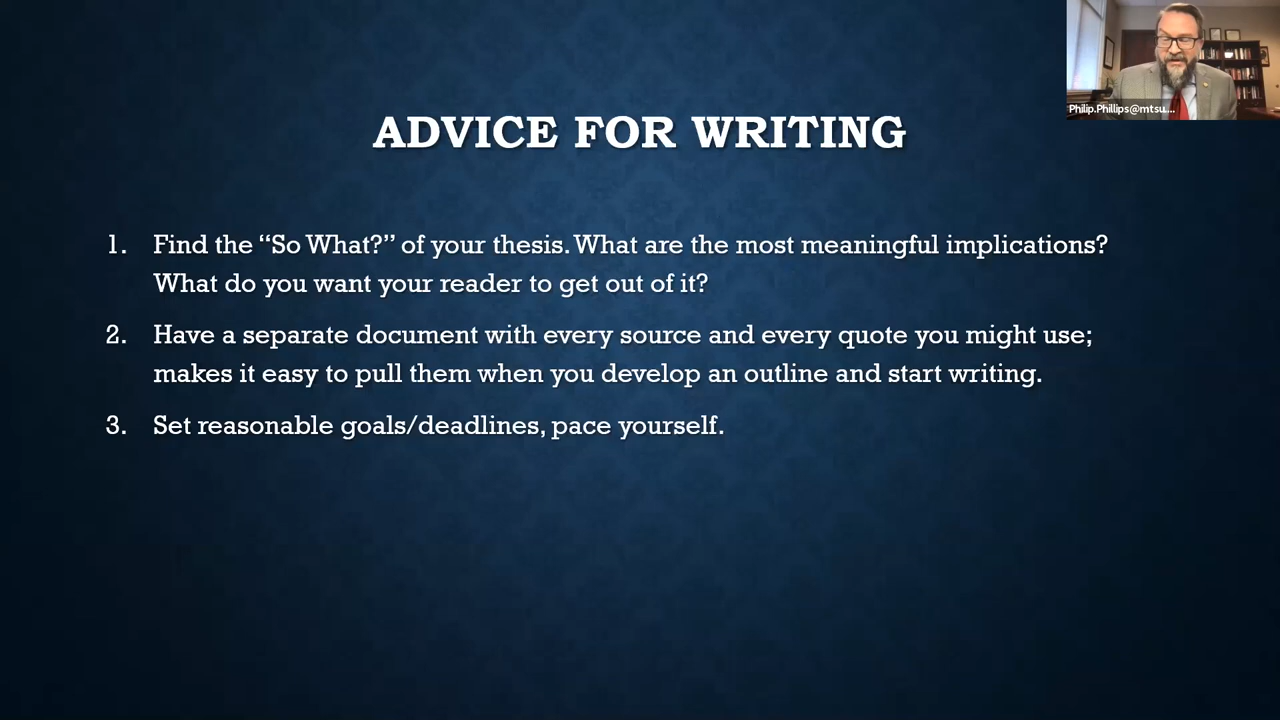 Philip.Phillips@mtsu....
ADVICE FOR WRITING
1. Find the “So What?” of your thesis. What are the most meaningful implications?
What do you want your reader to get out of it?
2. Have a separate document with every source and every quote you might use;
makes it easy to pull them when you develop an outline and start writing.
3. Set reasonable goals/deadlines, pace yourself.